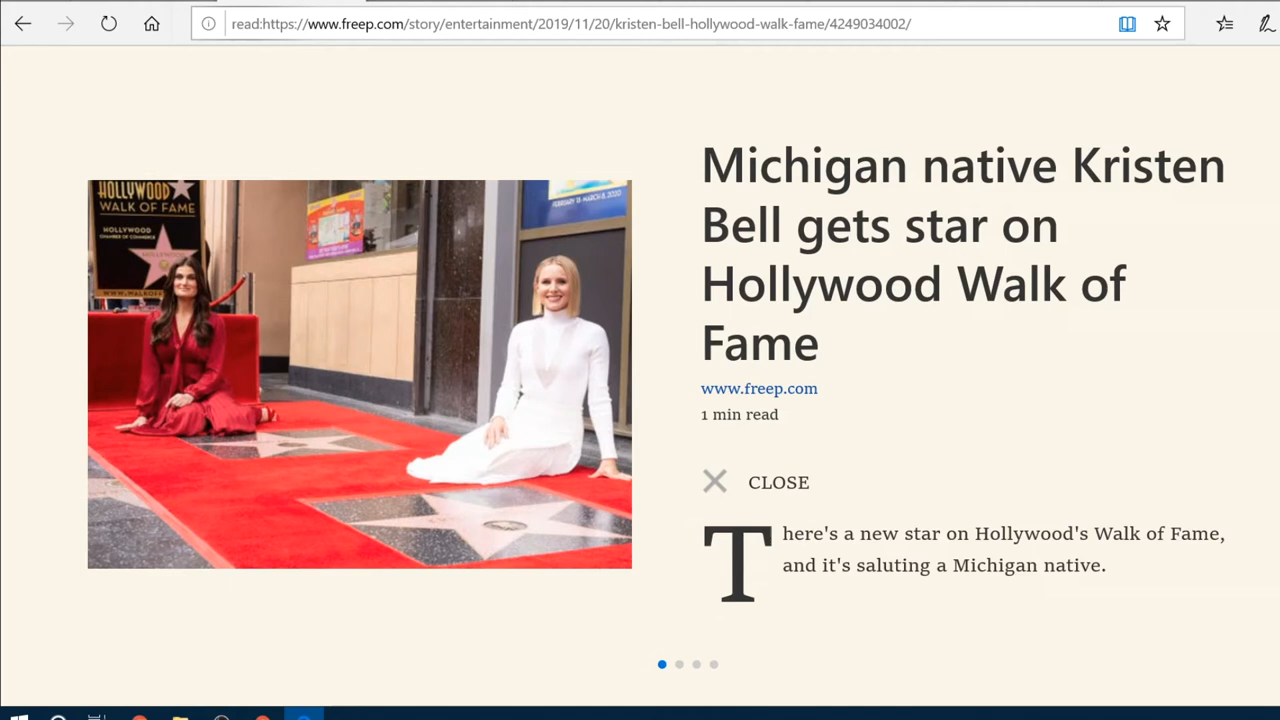 read:https://www.freep.com/story/entertainment/2019/11/20/kristen-bell-hollywood-walk-fame/4249034002/
HOLLYWOOD
WALK OF FAME
HOLLYWOOD
CHAMBER OF COMMERCE
FEBRUARY 18-MARCH 8, 2020
Michigan native Kristen
Bell gets star on
Hollywood Walk of
Fame
www.freep.com
1 min read
CLOSE
There's a new star on Hollywood's Walk of Fame,
and it's saluting a Michigan native.